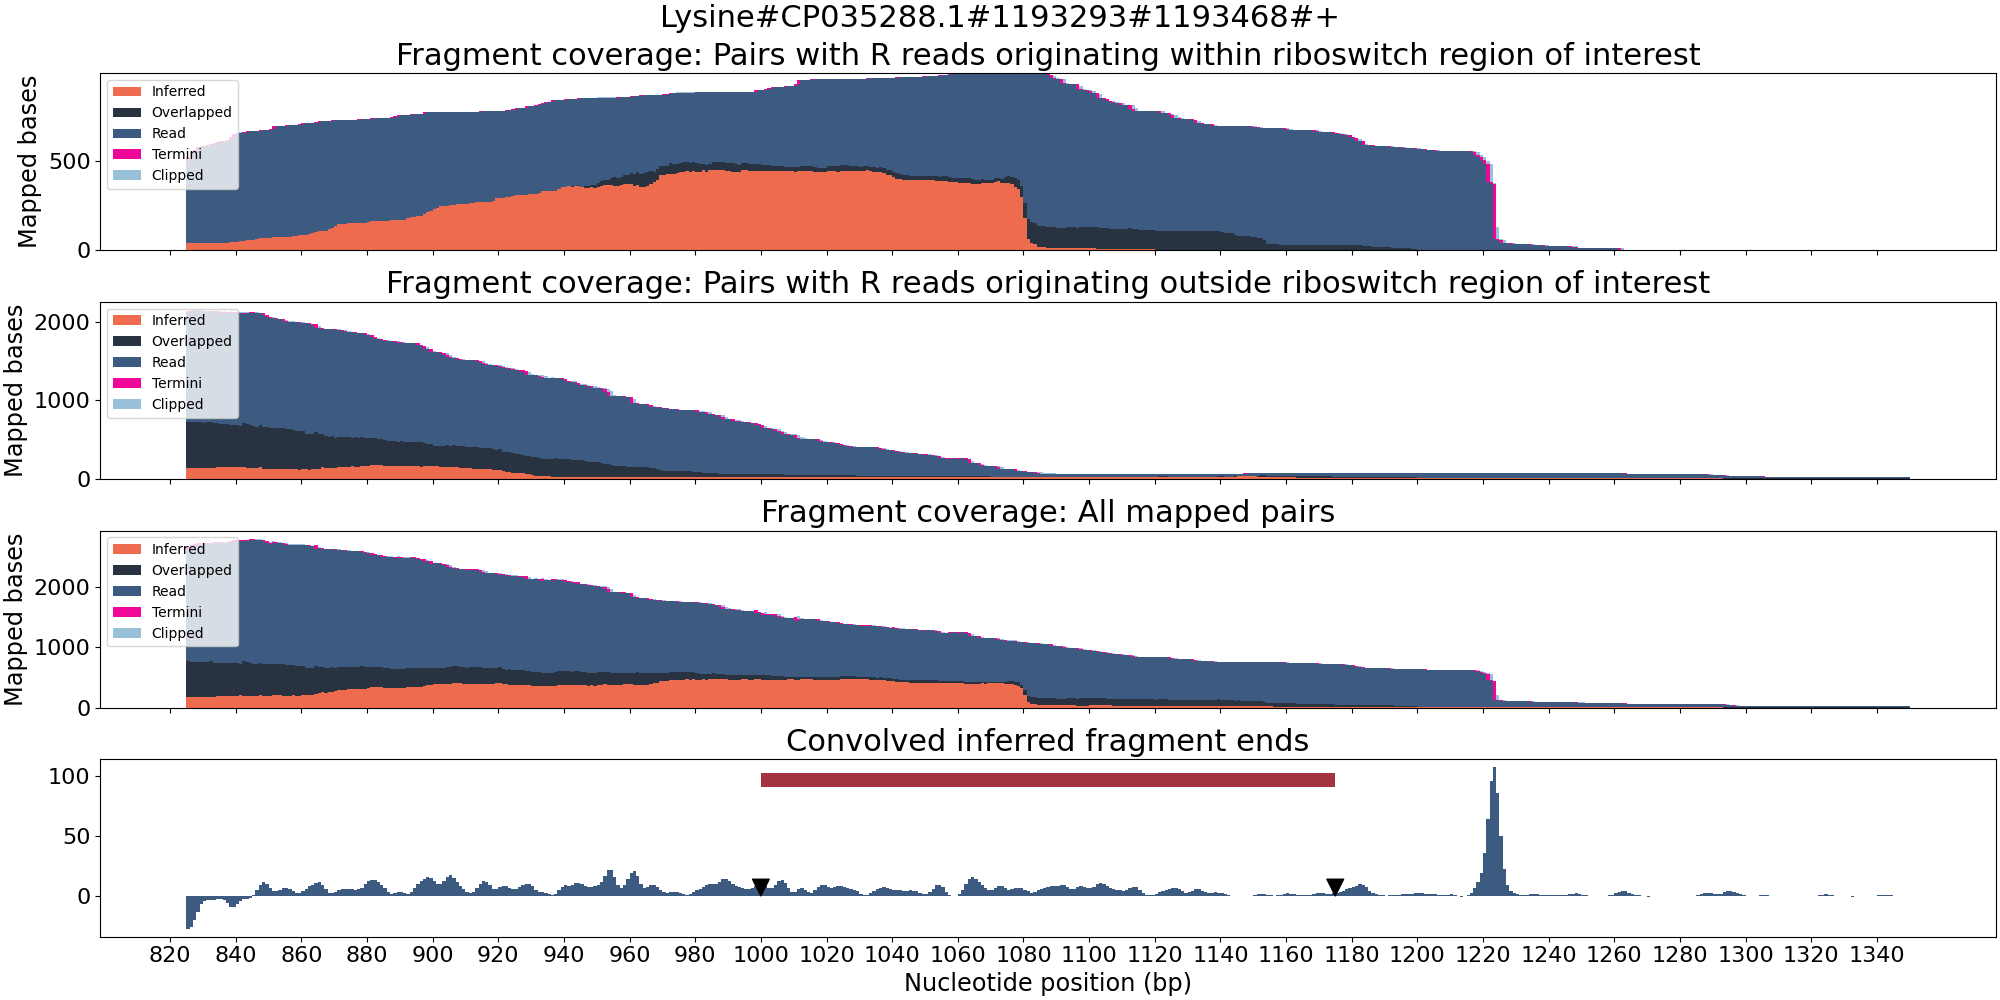 Lysine#CP035288.1#1193293#1193468#+
Fragment coverage: Pairs with R reads originating within riboswitch region of interest
Mapped bases
500
0
Inferred
Overlapped
Read
Termini
Clipped
Fragment coverage: Pairs with R reads originating outside riboswitch region of interest
Mapped bases
2000
1000
0
Inferred
Overlapped
Read
Termini
Clipped
Fragment coverage: All mapped pairs
Mapped bases
2000
1000
0
Inferred
Overlapped
Read
Termini
Clipped
Convolved inferred fragment ends
100
50
0
820 840 860 880 900 920 940 960 980 1000 1020 1040 1060 1080 1100 1120 1140 1160 1180 1200 1220 1240 1260 1280 1300 1320 1340
Nucleotide position (bp)